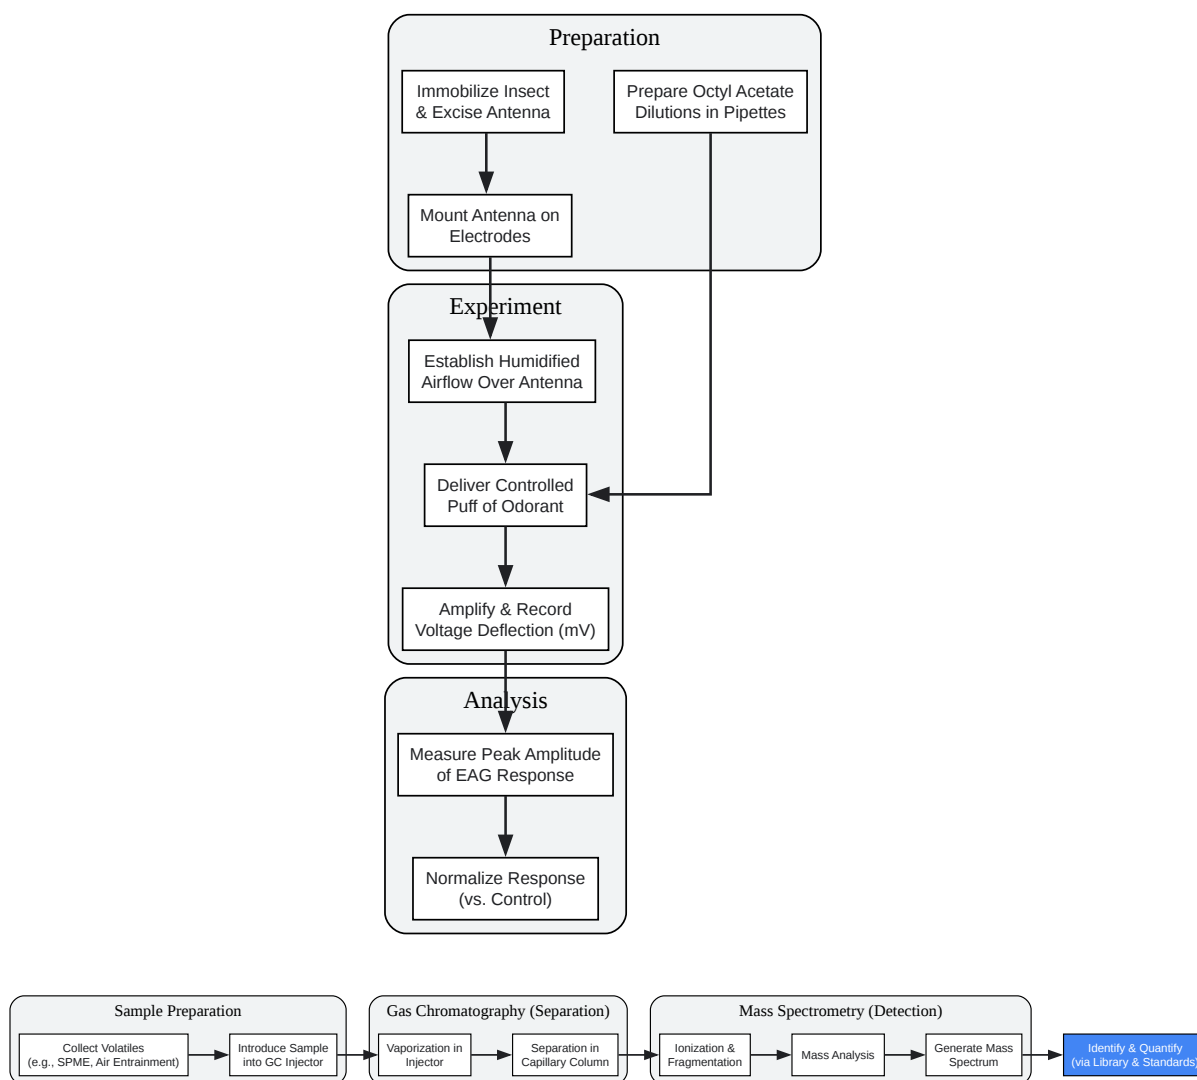 Preparation
Immobilize Insect
& Excise Antenna
Prepare Octyl Acetate
Dilutions in Pipettes
Mount Antenna on
Electrodes
Experiment
Establish Humidified
Airflow Over Antenna
Deliver Controlled
Puff of Odorant
Amplify & Record
Voltage Deflection (mV)
Analysis
Measure Peak Amplitude
of EAG Response
Normalize Response
(vs. Control)
Sample Preparation
Collect Volatiles
(e.g., SPME, Air Entrainment)
Introduce Sample
into GC Injector
Gas Chromatography (Separation)
Vaporization in
Injector
Separation in
Capillary Column
Mass Spectrometry (Detection)
Ionization &
Fragmentation
Mass Analysis
Generate Mass
Spectrum
Identify & Quantify
(via Library & Standards)